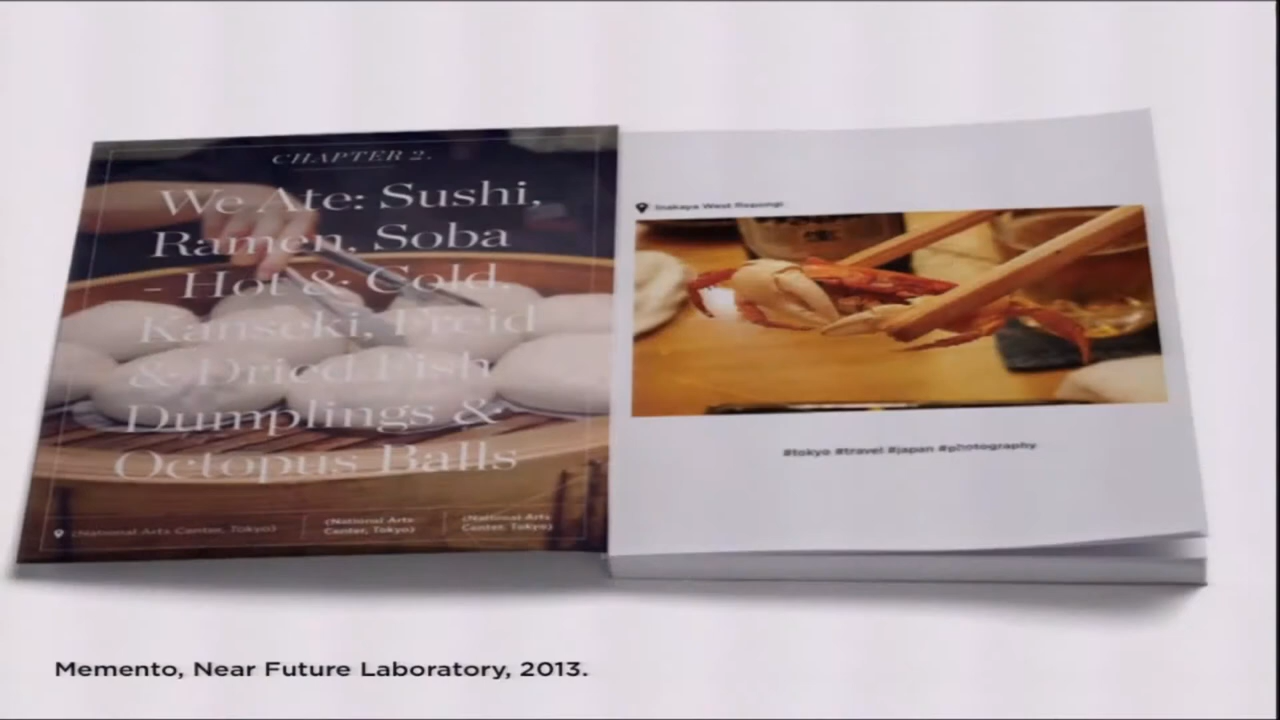 CHAPTER 2.
We Ate: Sushi,
Ramen, Soba
- Hot & Cold,
Kanseki, Freid
& Dried Fish
Dumplings &
Octopus Balls
(National Arts Center, Tokyo)
(National Arts
Center, Tokyo)
(National Arts
Center, Tokyo)
Inakaya West Roppongi
#tokyo #travel #japan #photography
Memento, Near Future Laboratory, 2013.